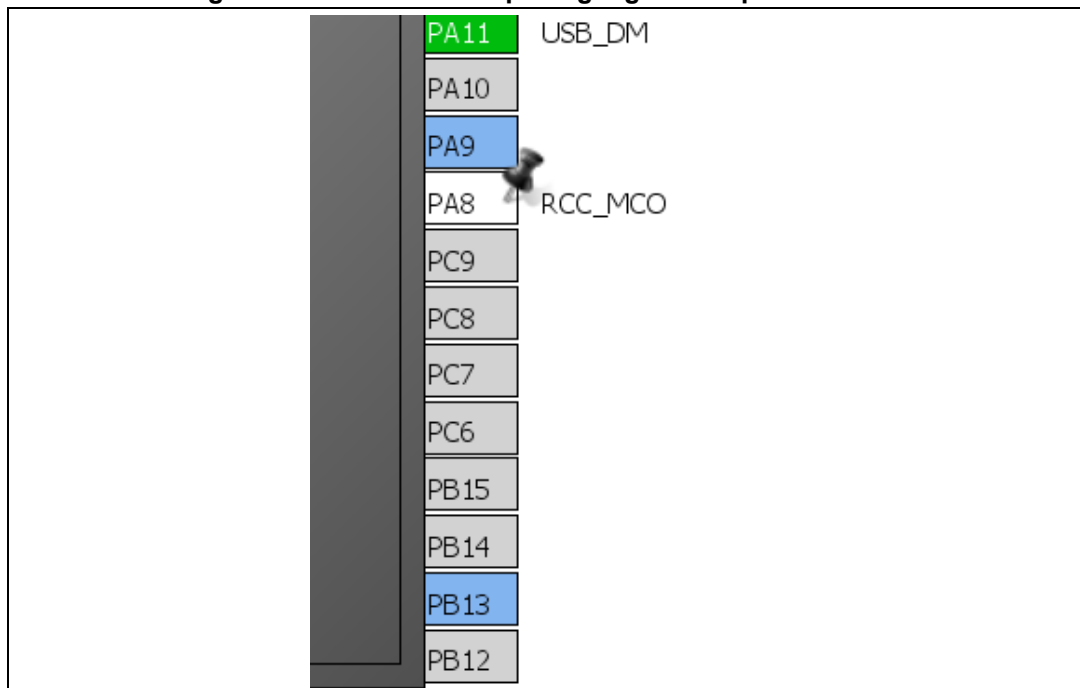 PA11 USB_DM
PA10
PA9
PA8 RCC_MCO
PC9
PC8
PC7
PC6
PB15
PB14
PB13
PB12